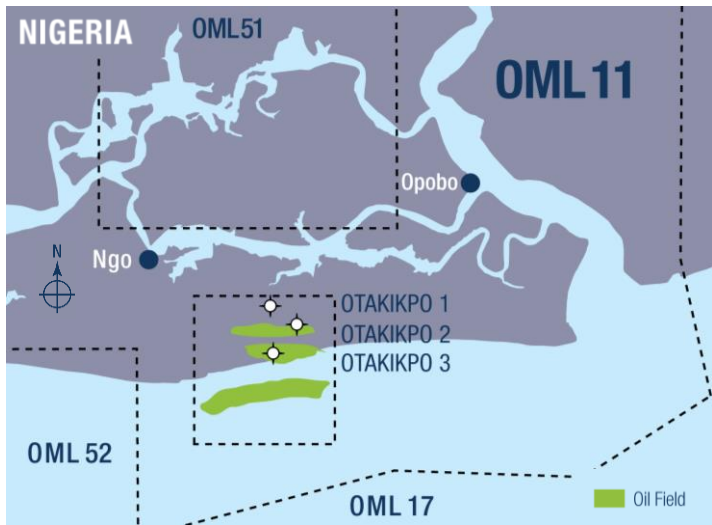 NIGERIA
OML51
OML 11
Opobo
Ngo
N
OTAKIKPO 1
OTAKIKPO 2
OTAKIKPO 3
OML 52
OML 17
Oil Field